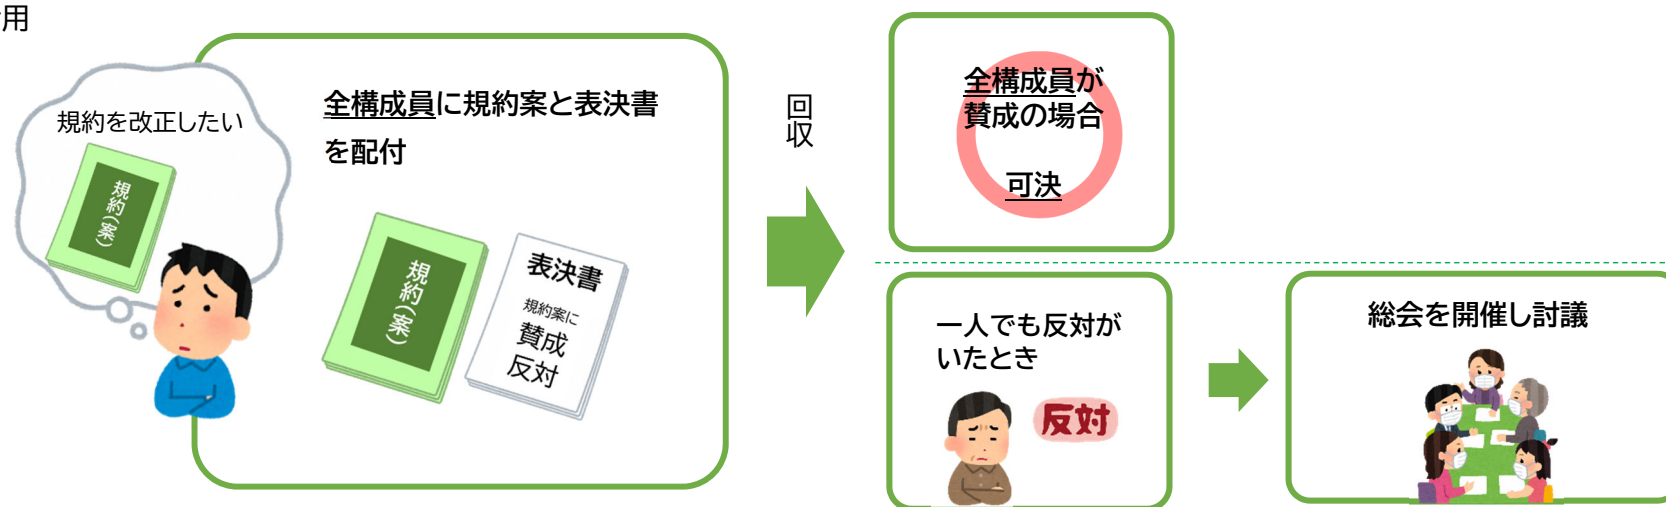 用
規約を改正したい
規約(案)
全構成員に規約案と表決書
を配付
規約(案)
表決書
規約案に
賛成
反対
回収
全構成員が
賛成の場合
可決
一人でも反対が
いたとき
反対
総会を開催し討議